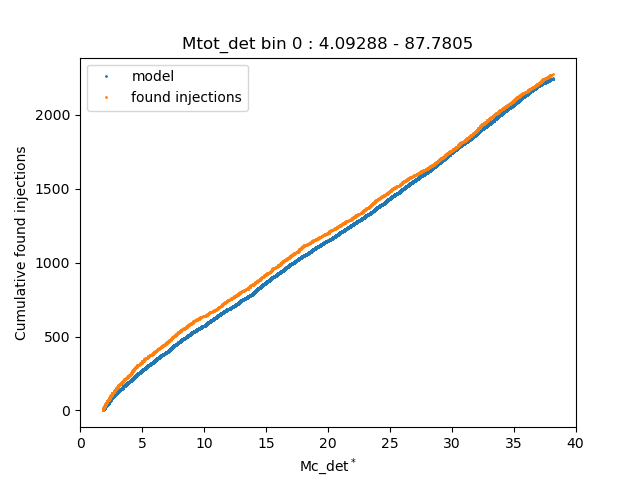 Mtot_det bin 0 : 4.09288 - 87.7805
model
found injections
Cumulative found injections
2000
1500
1000
500
0
0 5 10 15 20 25 30 35 40
Mc_det*